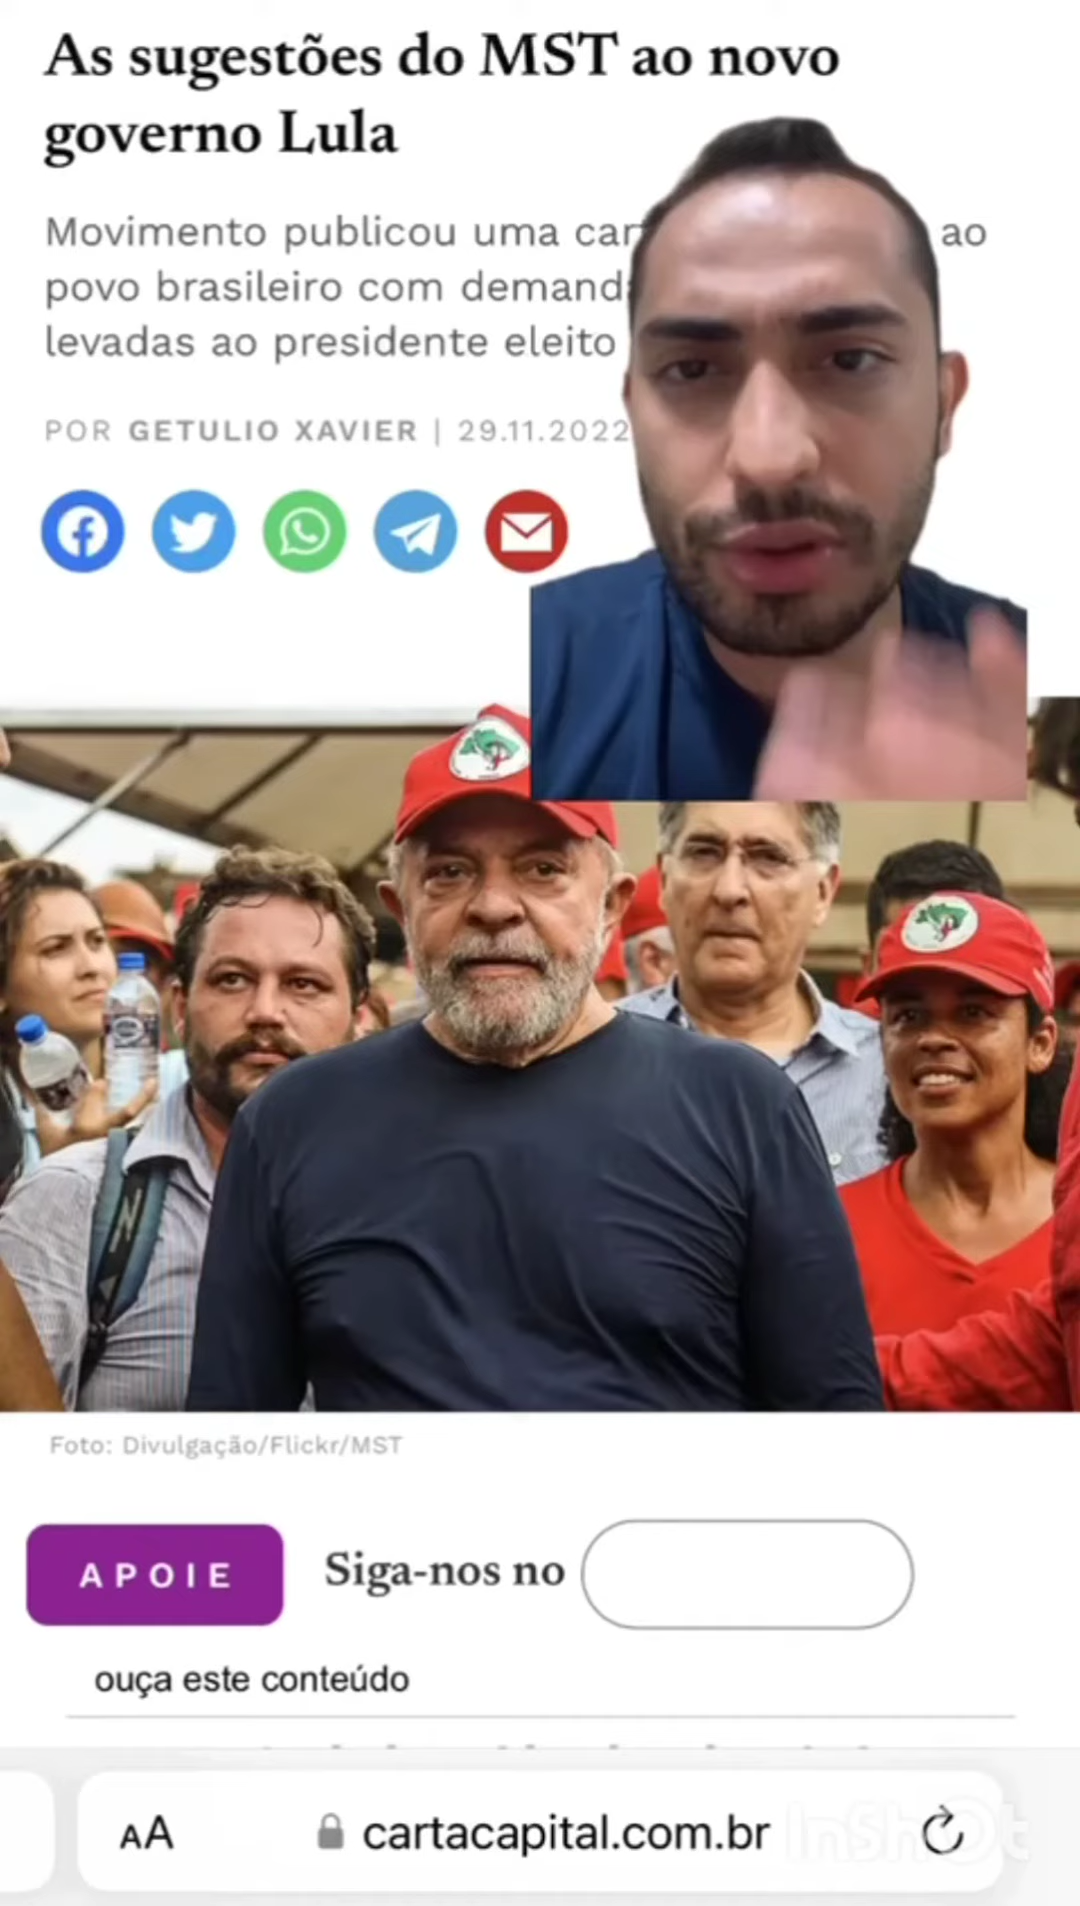 As sugestões do MST ao novo
governo Lula
Movimento publicou uma ao
povo brasileiro com
levadas ao presidente eleito
POR GETULIO XAVIER | 29.11.2022
Foto: Divulgação/Flickr/MST
APOIE
Siga-nos no
ouça este conteúdo
AA
cartacapital.com.br
InShOt